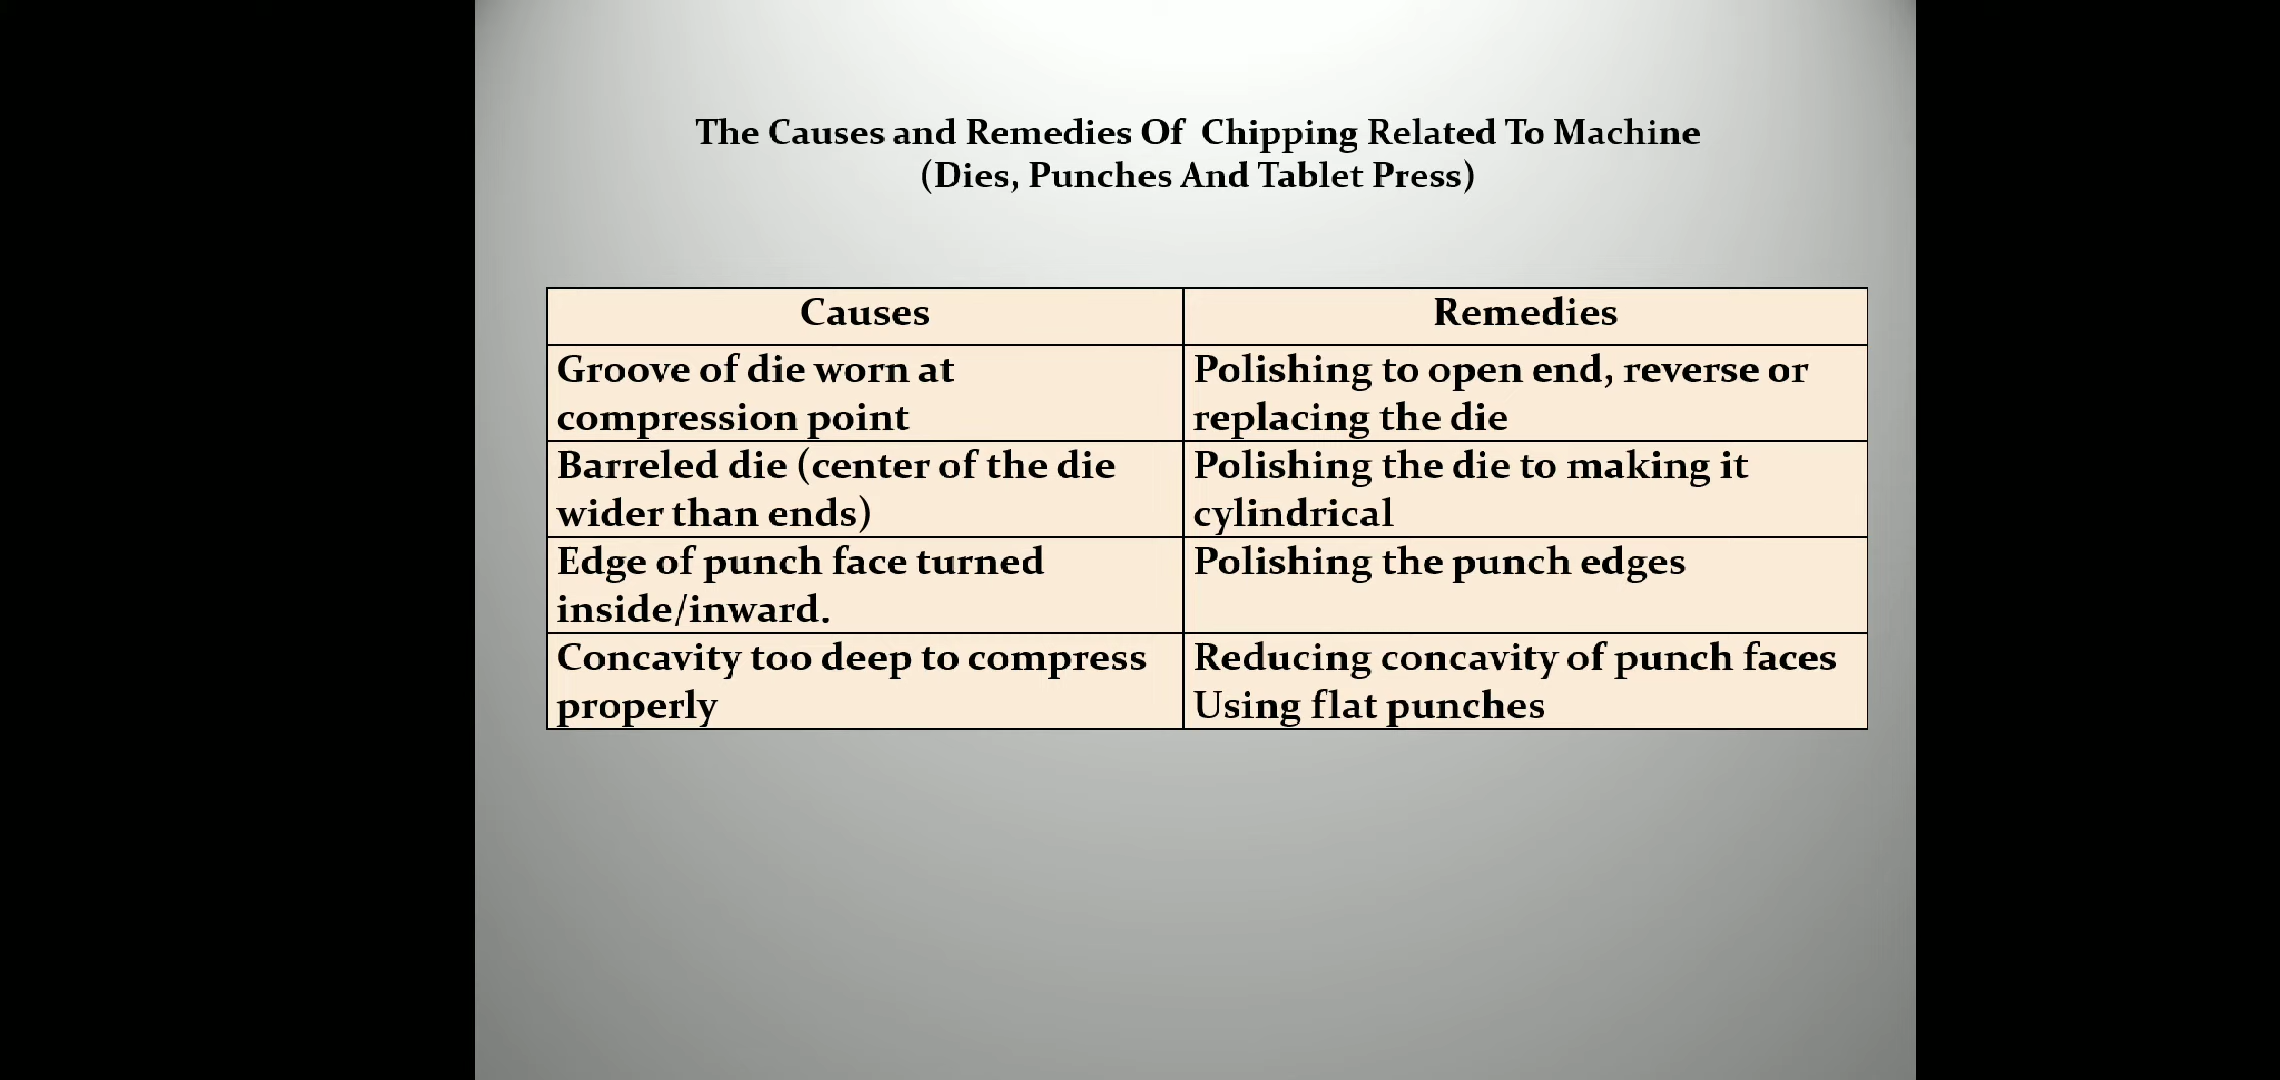 The Causes and Remedies Of Chipping Related To Machine
(Dies, Punches And Tablet Press)
Causes
Remedies
Groove of die worn at
compression point
Polishing to open end, reverse or
replacing the die
Barreled die (center of the die
wider than ends)
Polishing the die to making it
cylindrical
Edge of punch face turned
inside/inward.
Polishing the punch edges
Concavity too deep to compress
properly
Reducing concavity of punch faces
Using flat punches